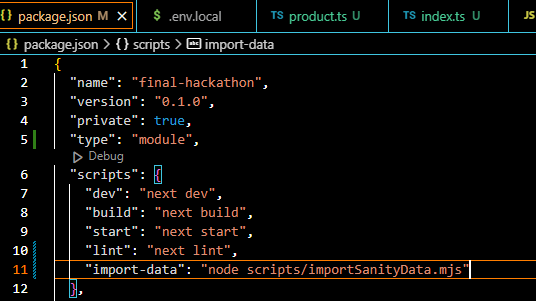 {} package.json M X $ .env.local TS product.ts TS index.ts JS
{} package.json > {} scripts > abc import-data
1 {
2 "name": "final-hackathon",
3 "version": "0.1.0",
4 "private": true,
5 "type": "module",
Debug
6 "scripts": {
7 "dev": "next dev",
8 "build": "next build",
9 "start": "next start",
10 "lint": "next lint",
11 "import-data": "node scripts/importSanityData.mjs"
12 },